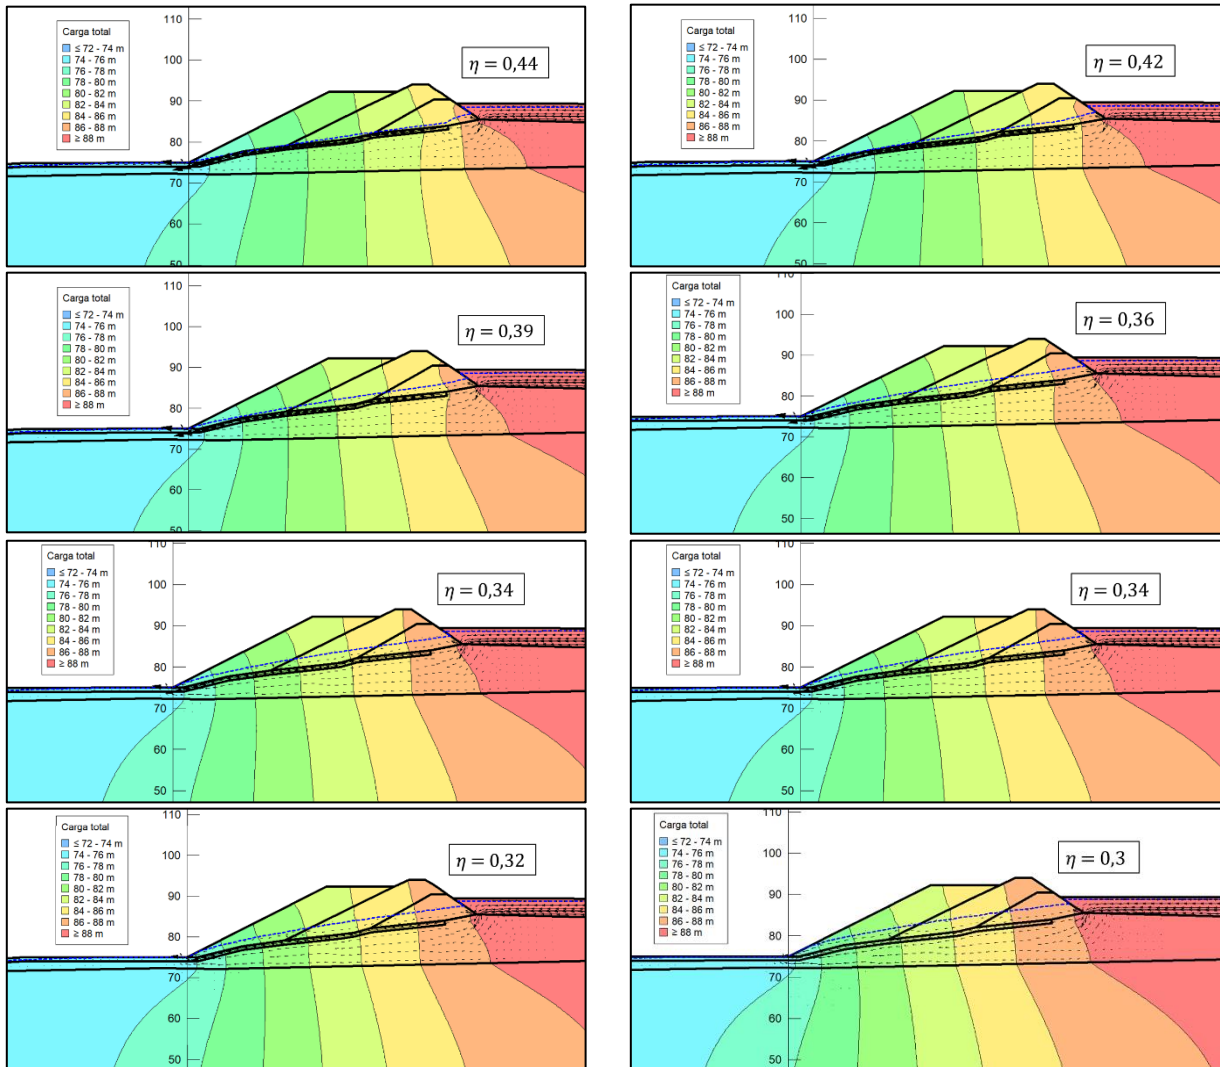 110
Carga total
≤ 72 - 74 m
74 - 76 m
76 - 78 m
78 - 80 m
80 - 82 m
82 - 84 m
84 - 86 m
86 - 88 m
≥ 88 m
η = 0,44
100
90
80
70
60
50
110
Carga total
≤ 72 - 74 m
74 - 76 m
76 - 78 m
78 - 80 m
80 - 82 m
82 - 84 m
84 - 86 m
86 - 88 m
≥ 88 m
η = 0,42
100
90
80
70
60
50
110
Carga total
≤ 72 - 74 m
74 - 76 m
76 - 78 m
78 - 80 m
80 - 82 m
82 - 84 m
84 - 86 m
86 - 88 m
≥ 88 m
η = 0,39
100
90
80
70
60
50
110
Carga total
≤ 72 - 74 m
74 - 76 m
76 - 78 m
78 - 80 m
80 - 82 m
82 - 84 m
84 - 86 m
86 - 88 m
≥ 88 m
η = 0,36
100
90
80
70
60
50
110
Carga total
≤ 72 - 74 m
74 - 76 m
76 - 78 m
78 - 80 m
80 - 82 m
82 - 84 m
84 - 86 m
86 - 88 m
≥ 88 m
η = 0,34
100
90
80
70
60
50
110
Carga total
≤ 72 - 74 m
74 - 76 m
76 - 78 m
78 - 80 m
80 - 82 m
82 - 84 m
84 - 86 m
86 - 88 m
≥ 88 m
η = 0,34
100
90
80
70
60
50
110
Carga total
≤ 72 - 74 m
74 - 76 m
76 - 78 m
78 - 80 m
80 - 82 m
82 - 84 m
84 - 86 m
86 - 88 m
≥ 88 m
η = 0,32
100
90
80
70
60
50
110
Carga total
≤ 72 - 74 m
74 - 76 m
76 - 78 m
78 - 80 m
80 - 82 m
82 - 84 m
84 - 86 m
86 - 88 m
≥ 88 m
η = 0,3
100
90
80
70
60
50